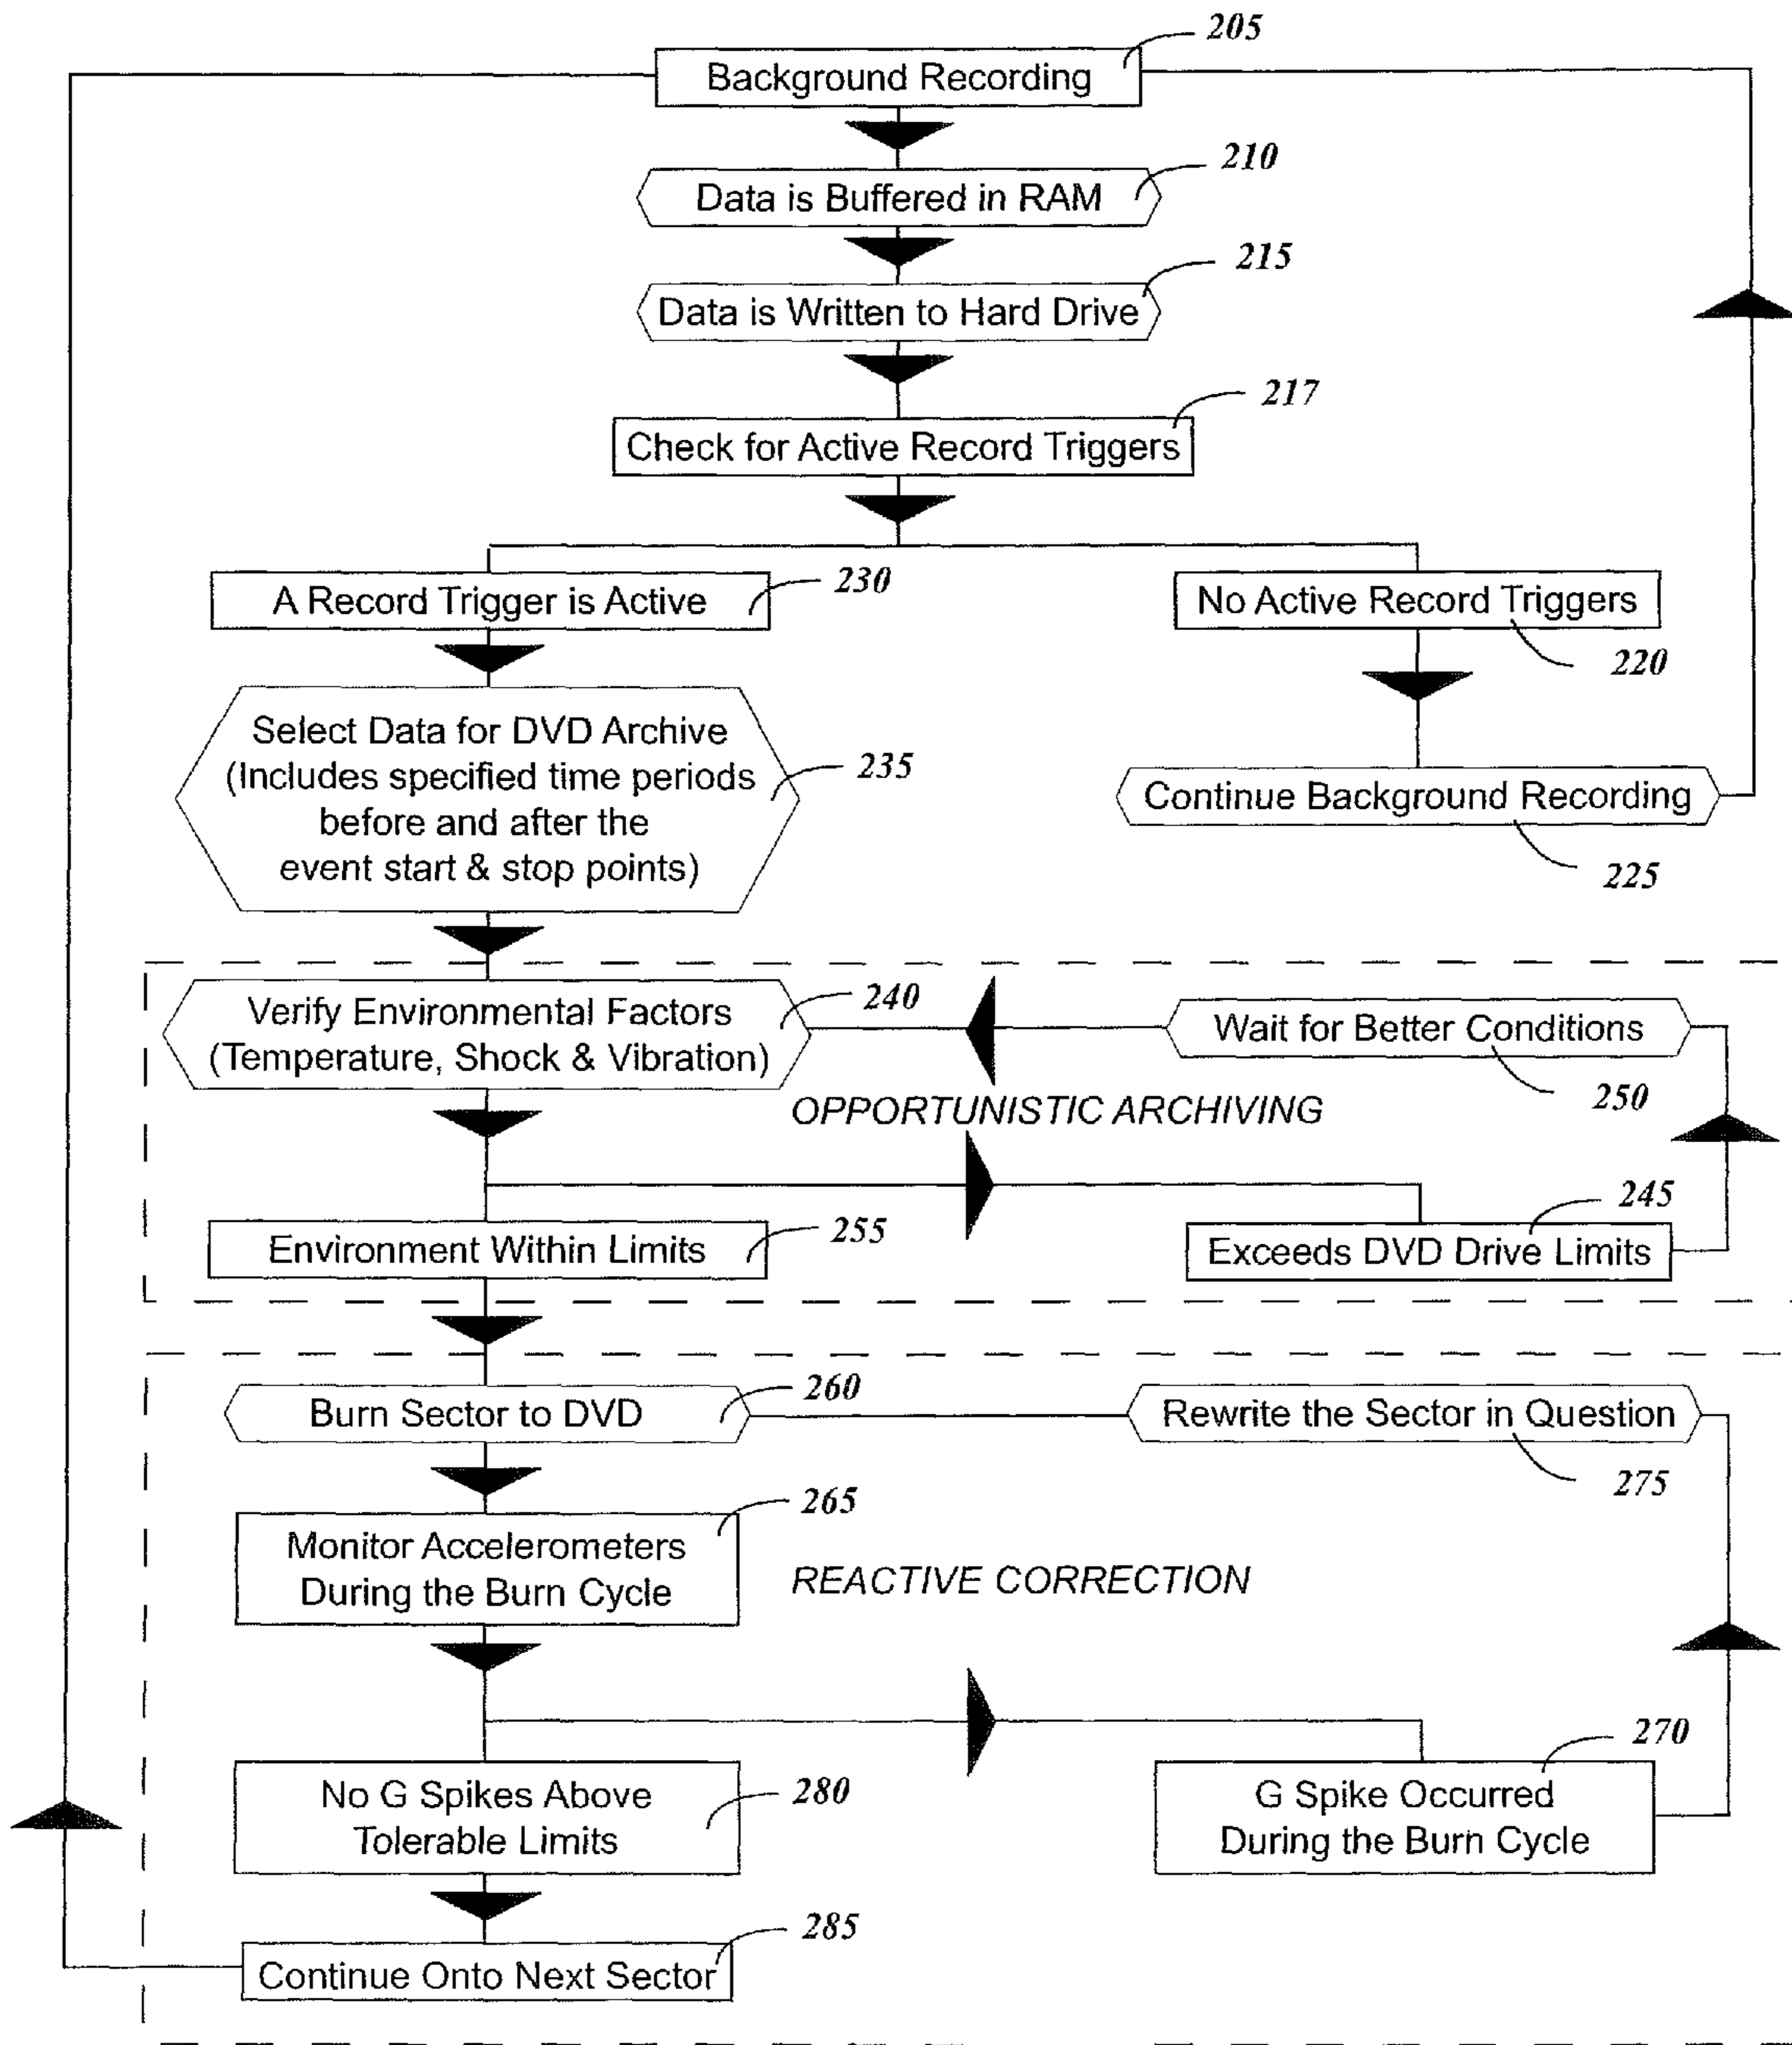 205
Background Recording
210
Data is Buffered in RAM
215
Data is Written to Hard Drive
217
Check for Active Record Triggers
230
A Record Trigger is Active
No Active Record Triggers
220
Select Data for DVD Archive
(Includes specified time periods
before and after the
event start & stop points)
235
Continue Background Recording
225
Verify Environmental Factors
(Temperature, Shock & Vibration)
240
Wait for Better Conditions
250
OPPORTUNISTIC ARCHIVING
245
Environment Within Limits
255
Exceeds DVD Drive Limits
Burn Sector to DVD
260
Rewrite the Sector in Question
275
265
Monitor Accelerometers
During the Burn Cycle
REACTIVE CORRECTION
270
No G Spikes Above
Tolerable Limits
280
G Spike Occurred
During the Burn Cycle
285
Continue Onto Next Sector